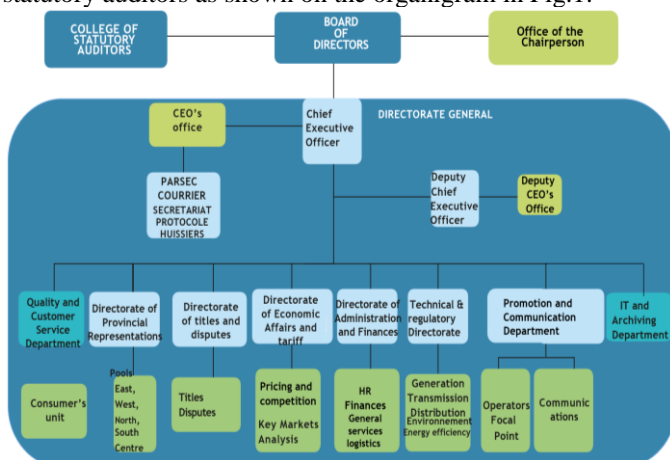 statutory auditors as shown on the organigram in Fig.1.
COLLEGE OF
STATUTORY
AUDITORS
BOARD
OF
DIRECTORS
Office of the
Chairperson
CEO's
office
Chief
Executive
Officer
DIRECTORATE GENERAL
PARSEC
COURRIER
SECRETARIAT
PROTOCOLE
HUISSIERS
Deputy
Chief
Executive
Officer
Deputy
CEO's
Office
Quality and
Customer
Service
Department
Directorate of
Provincial
Representations
Directorate
of titles and
disputes
Directorate
of Economic
Affairs and
tariff
Directorate of
Administration
and Finances
Technical &
regulatory
Directorate
Promotion and
Communication
Department
IT and
Archiving
Department
Consumer's
unit
Pools
East,
West,
North,
South
Centre
Titles
Disputes
Pricing and
competition
Key Markets
Analysis
HR
Finances
General
services
logistics
Generation
Transmission
Distribution
Environnement
Energy efficiency
Operators
Focal
Point
Communic
ations